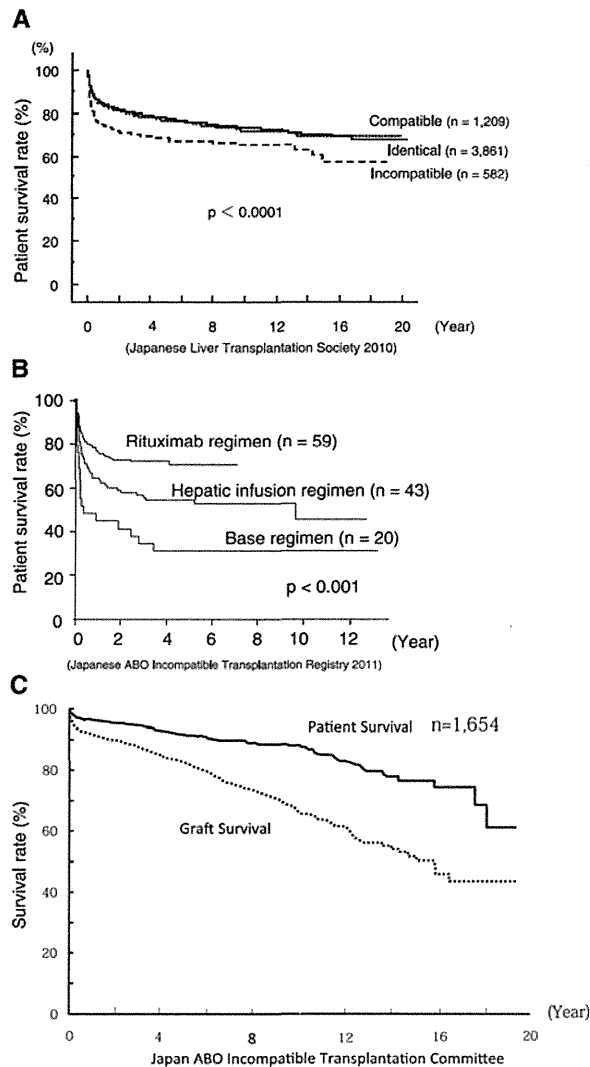 A
(%)
Patient survival rate (%)
100
80
60
40
20
0
Compatible (n = 1,209)
Identical (n = 3,861)
Incompatible (n = 582)
p < 0.0001
0 4 8 12 16 20 (Year)
(Japanese Liver Transplantation Society 2010)
B
Patient survival rate (%)
100
80
60
40
20
0
Rituximab regimen (n = 59)
Hepatic infusion regimen (n = 43)
Base regimen (n = 20)
p < 0.001
0 2 4 6 8 10 12 (Year)
(Japanese ABO Incompatible Transplantation Registry 2011)
C
Survival rate (%)
100
80
60
40
20
0
Patient Survival n=1,654
Graft Survival
0 4 8 12 16 20
(Year)
Japan ABO Incompatible Transplantation Committee